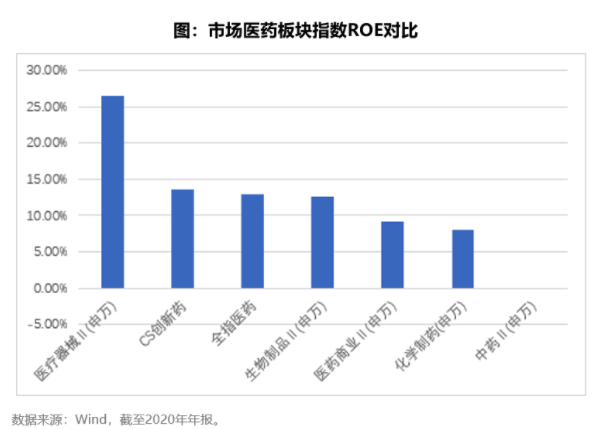 图：市场医药板块指数ROE对比
30.00%
25.00%
20.00%
15.00%
10.00%
5.00%
0.00%
-5.00%
医疗器械Ⅱ(申万)
CS创新药
全指医药
生物制品Ⅱ(申万)
医药商业Ⅱ(申万)
化学制药(申万)
中药Ⅱ(申万)
数据来源：Wind，截至2020年年报。